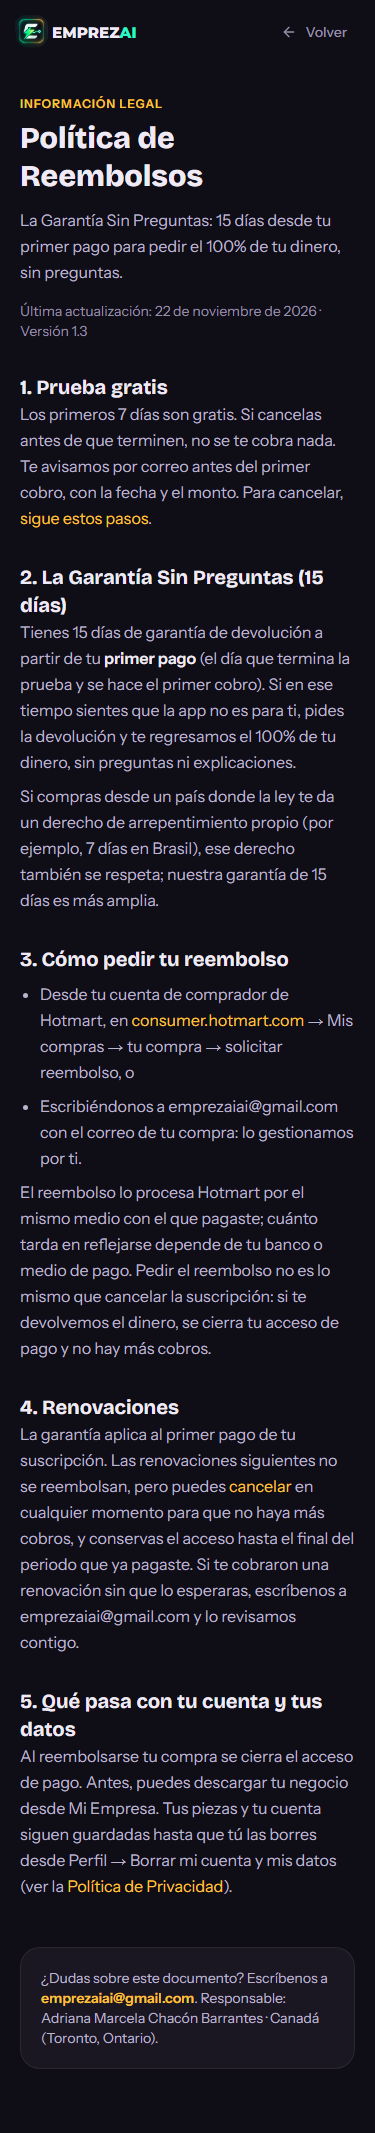 EMPREZAI
← Volver
INFORMACIÓN LEGAL
Política de
Reembolsos
La Garantía Sin Preguntas: 15 días desde tu
primer pago para pedir el 100% de tu dinero,
sin preguntas.
Última actualización: 22 de noviembre de 2026 ·
Versión 1.3
1. Prueba gratis
Los primeros 7 días son gratis. Si cancelas
antes de que terminen, no se te cobra nada.
Te avisamos por correo antes del primer
cobro, con la fecha y el monto. Para cancelar,
sigue estos pasos.
2. La Garantía Sin Preguntas (15
días)
Tienes 15 días de garantía de devolución a
partir de tu primer pago (el día que termina la
prueba y se hace el primer cobro). Si en ese
tiempo sientes que la app no es para ti, pides
la devolución y te regresamos el 100% de tu
dinero, sin preguntas ni explicaciones.
Si compras desde un país donde la ley te da
un derecho de arrepentimiento propio (por
ejemplo, 7 días en Brasil), ese derecho
también se respeta; nuestra garantía de 15
días es más amplia.
3. Cómo pedir tu reembolso
• Desde tu cuenta de comprador de
Hotmart, en consumer.hotmart.com → Mis
compras → tu compra → solicitar
reembolso, o
• Escribiéndonos a emprezaiai@gmail.com
con el correo de tu compra: lo gestionamos
por ti.
El reembolso lo procesa Hotmart por el
mismo medio con el que pagaste; cuánto
tarda en reflejarse depende de tu banco o
medio de pago. Pedir el reembolso no es lo
mismo que cancelar la suscripción: si te
devolvemos el dinero, se cierra tu acceso de
pago y no hay más cobros.
4. Renovaciones
La garantía aplica al primer pago de tu
suscripción. Las renovaciones siguientes no
se reembolsan, pero puedes cancelar en
cualquier momento para que no haya más
cobros, y conservas el acceso hasta el final del
periodo que ya pagaste. Si te cobraron una
renovación sin que lo esperaras, escríbenos a
emprezaiai@gmail.com y lo revisamos
contigo.
5. Qué pasa con tu cuenta y tus
datos
Al reembolsarse tu compra se cierra el acceso
de pago. Antes, puedes descargar tu negocio
desde Mi Empresa. Tus piezas y tu cuenta
siguen guardadas hasta que tú las borres
desde Perfil → Borrar mi cuenta y mis datos
(ver la Política de Privacidad).
¿Dudas sobre este documento? Escríbenos a
emprezaiai@gmail.com. Responsable:
Adriana Marcela Chacón Barrantes · Canadá
(Toronto, Ontario).